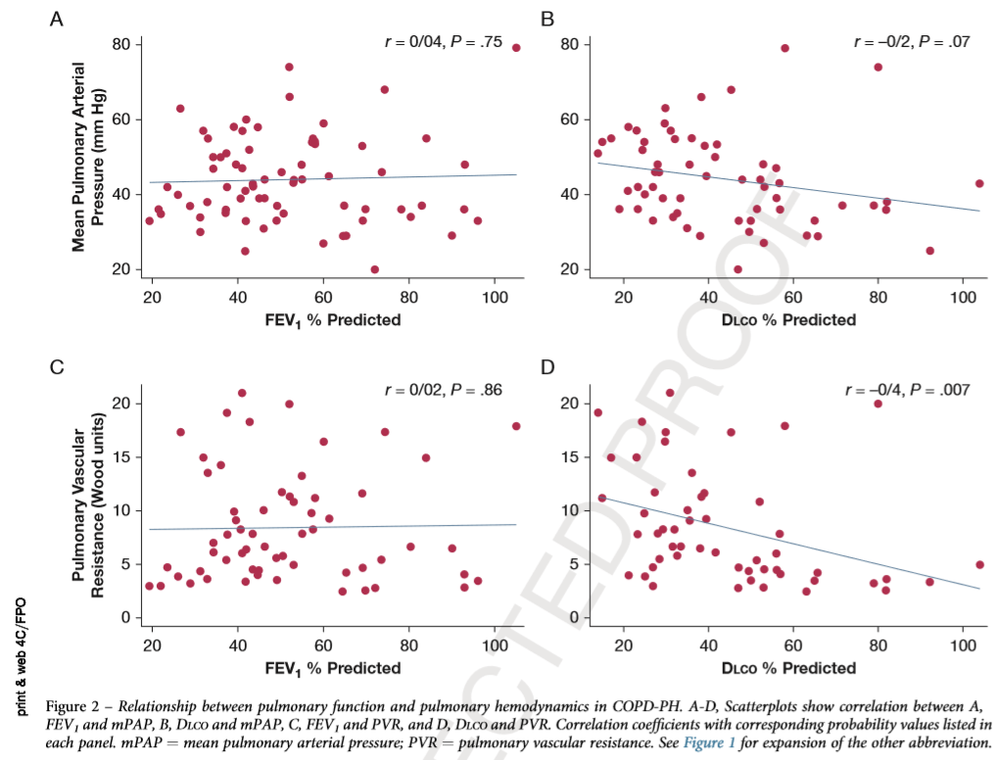 A
r = 0/04, P = .75
Mean Pulmonary Arterial
Pressure (mm Hg)
80
60
40
20
20 40 60 80 100
FEV1 % Predicted
B
r = –0/2, P = .07
80
60
40
20
20 40 60 80 100
DLCO % Predicted
C
r = 0/02, P = .86
Pulmonary Vascular
Resistance (Wood units)
20
15
10
5
0
20 40 60 80 100
FEV1 % Predicted
D
r = –0/4, P = .007
20
15
10
5
0
20 40 60 80 100
DLCO % Predicted
print & web 4C/FPO
ECTED PROOF
Figure 2 – Relationship between pulmonary function and pulmonary hemodynamics in COPD-PH. A-D, Scatterplots show correlation between A,
FEV1 and mPAP, B, DLCO and mPAP, C, FEV1 and PVR, and D, DLCO and PVR. Correlation coefficients with corresponding probability values listed in
each panel. mPAP = mean pulmonary arterial pressure; PVR = pulmonary vascular resistance. See Figure 1 for expansion of the other abbreviation.